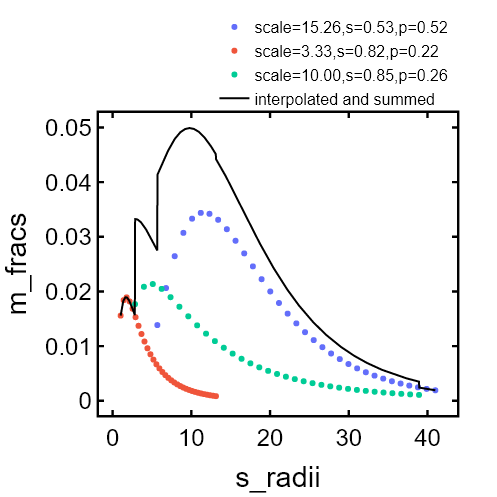 scale=15.26,s=0.53,p=0.52
scale=3.33,s=0.82,p=0.22
scale=10.00,s=0.85,p=0.26
interpolated and summed
0.05
0.04
0.03
0.02
0.01
0
m_fracs
0 10 20 30 40
s_radii